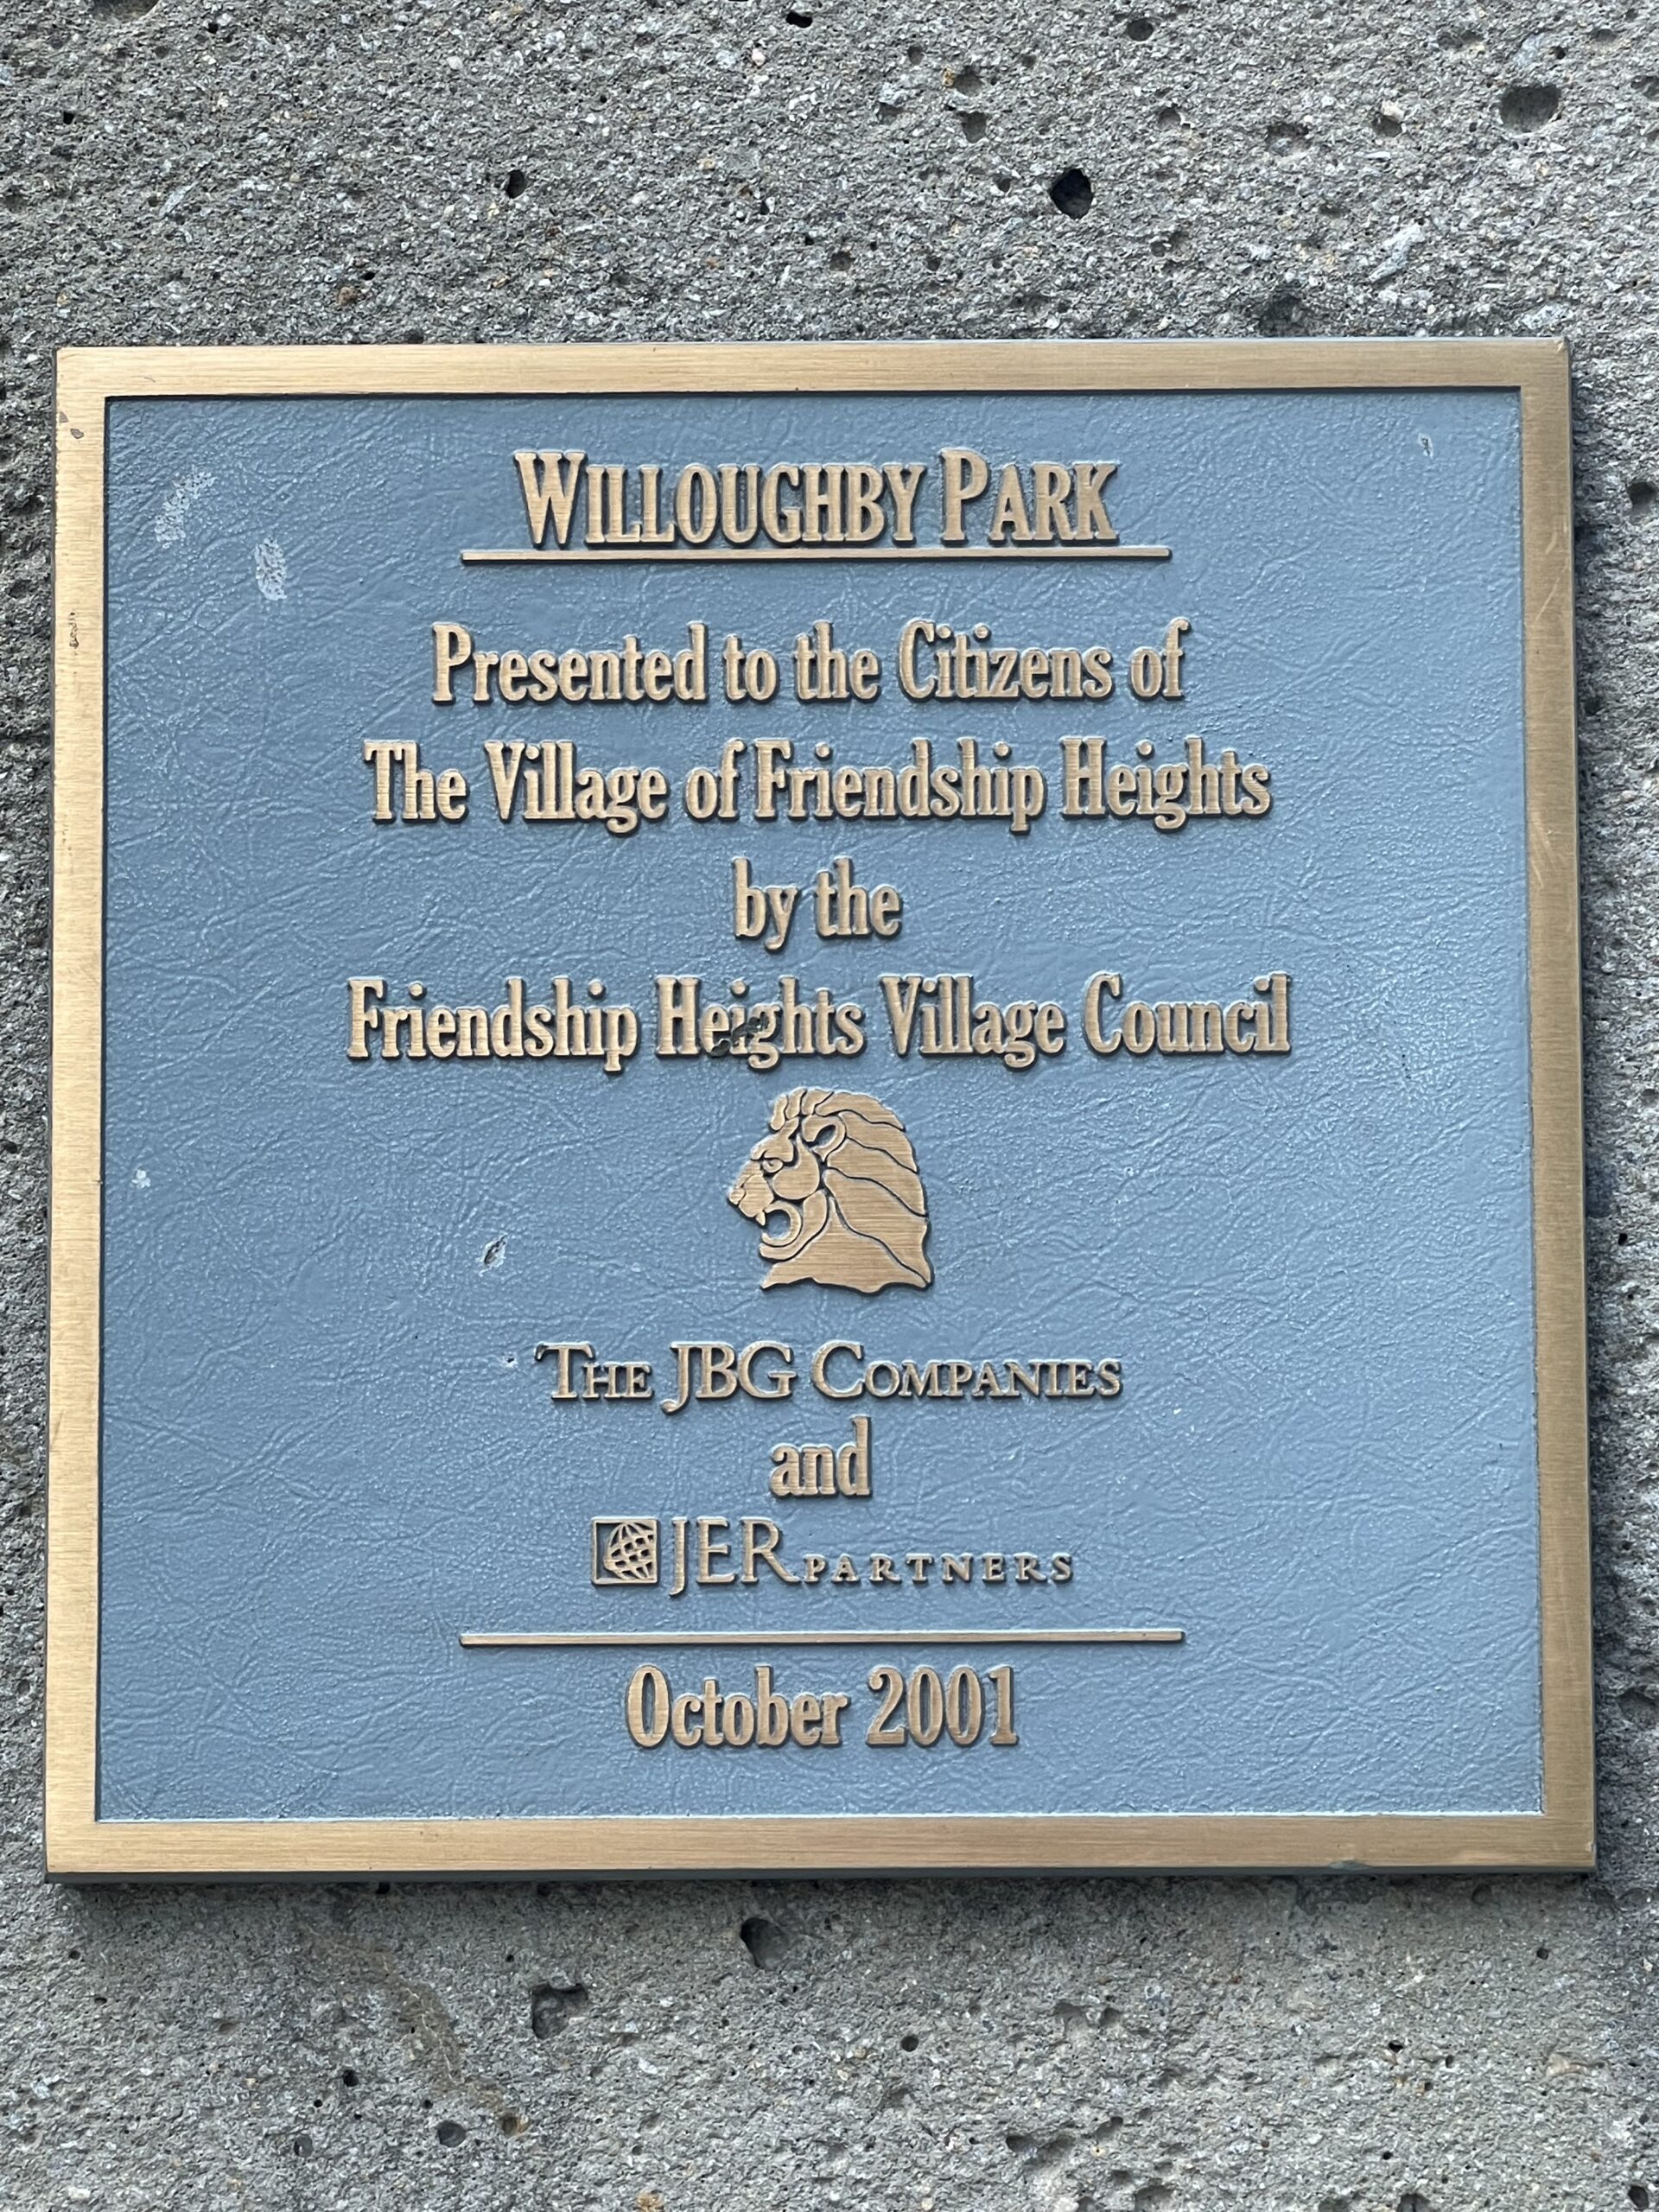 WILLOUGHBY PARK
Presented to the Citizens of
The Village of Friendship Heights
by the
Friendship Heights Village Council
THE JBG COMPANIES
and
JER PARTNERS
October 2001